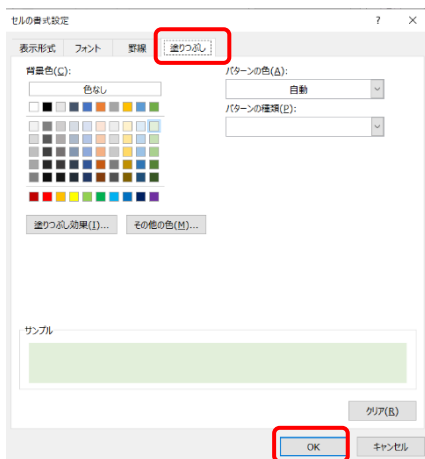 セルの書式設定 ? ×
表示形式 フォント 罫線 塗りつぶし
背景色(C): パターンの色(A):
色なし 自動
パターンの種類(P):
塗りつぶし効果(I)... その他の色(M)...
サンプル
クリア(R)
OK キャンセル